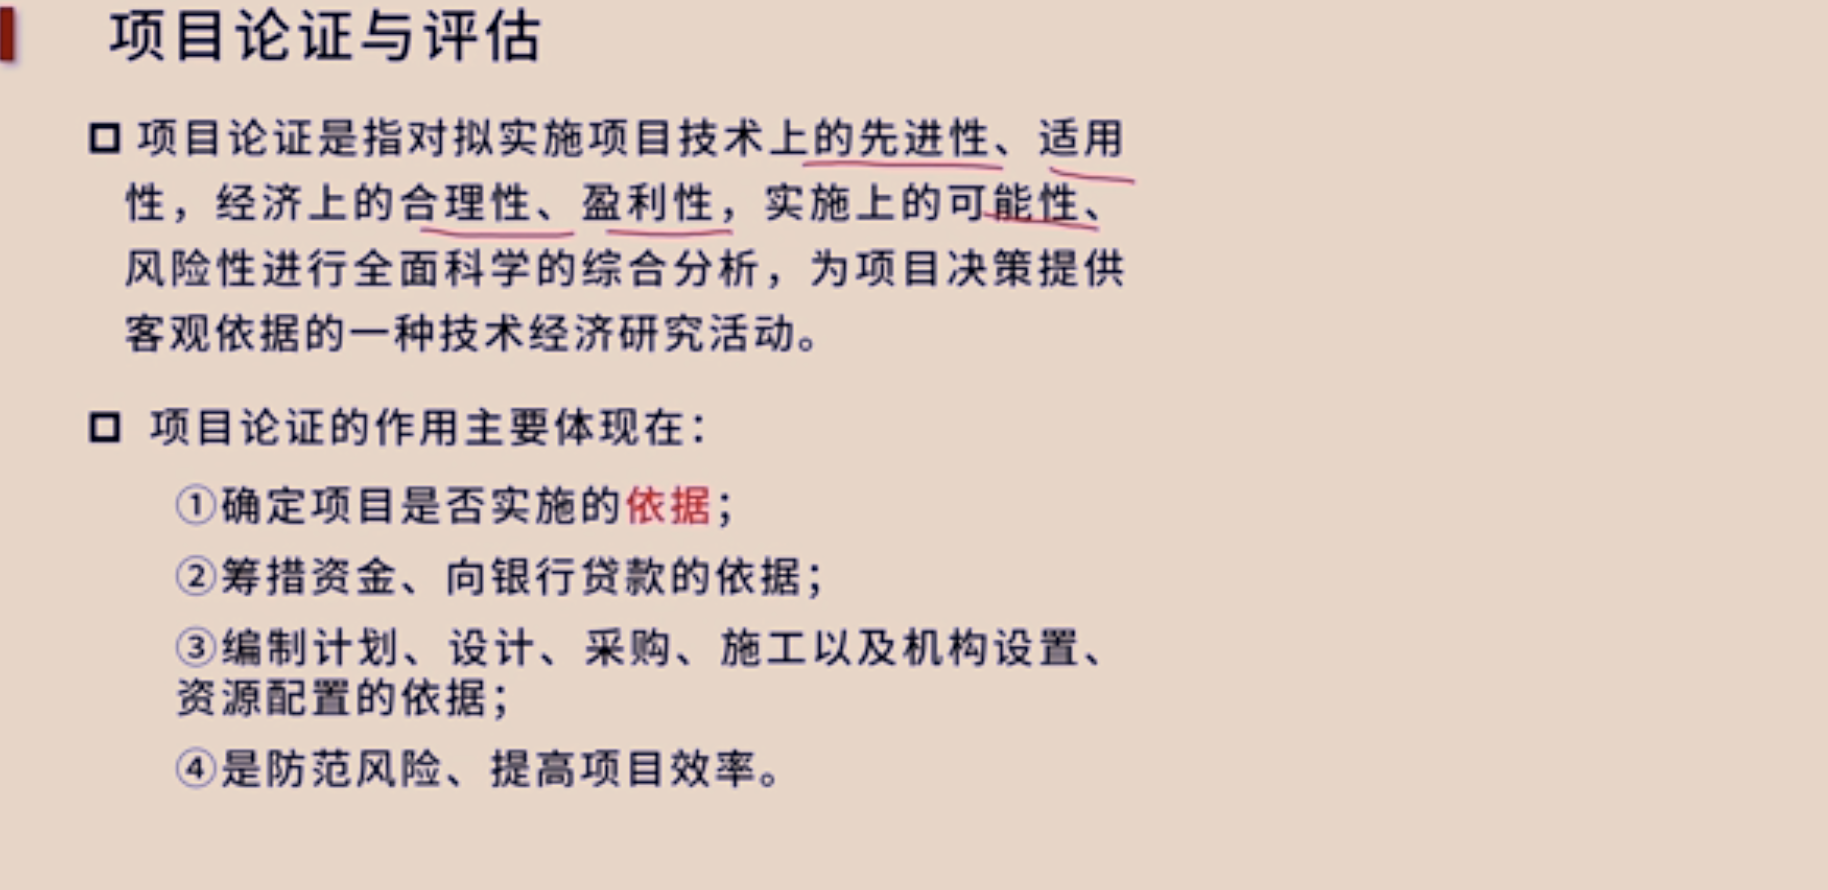 项目论证与评估
项目论证是指对拟实施项目技术上的先进性、适用
性，经济上的合理性、盈利性，实施上的可能性、
风险性进行全面科学的综合分析，为项目决策提供
客观依据的一种技术经济研究活动。
项目论证的作用主要体现在：
①确定项目是否实施的依据；
②筹措资金、向银行贷款的依据；
③编制计划、设计、采购、施工以及机构设置、
资源配置的依据；
④是防范风险、提高项目效率。